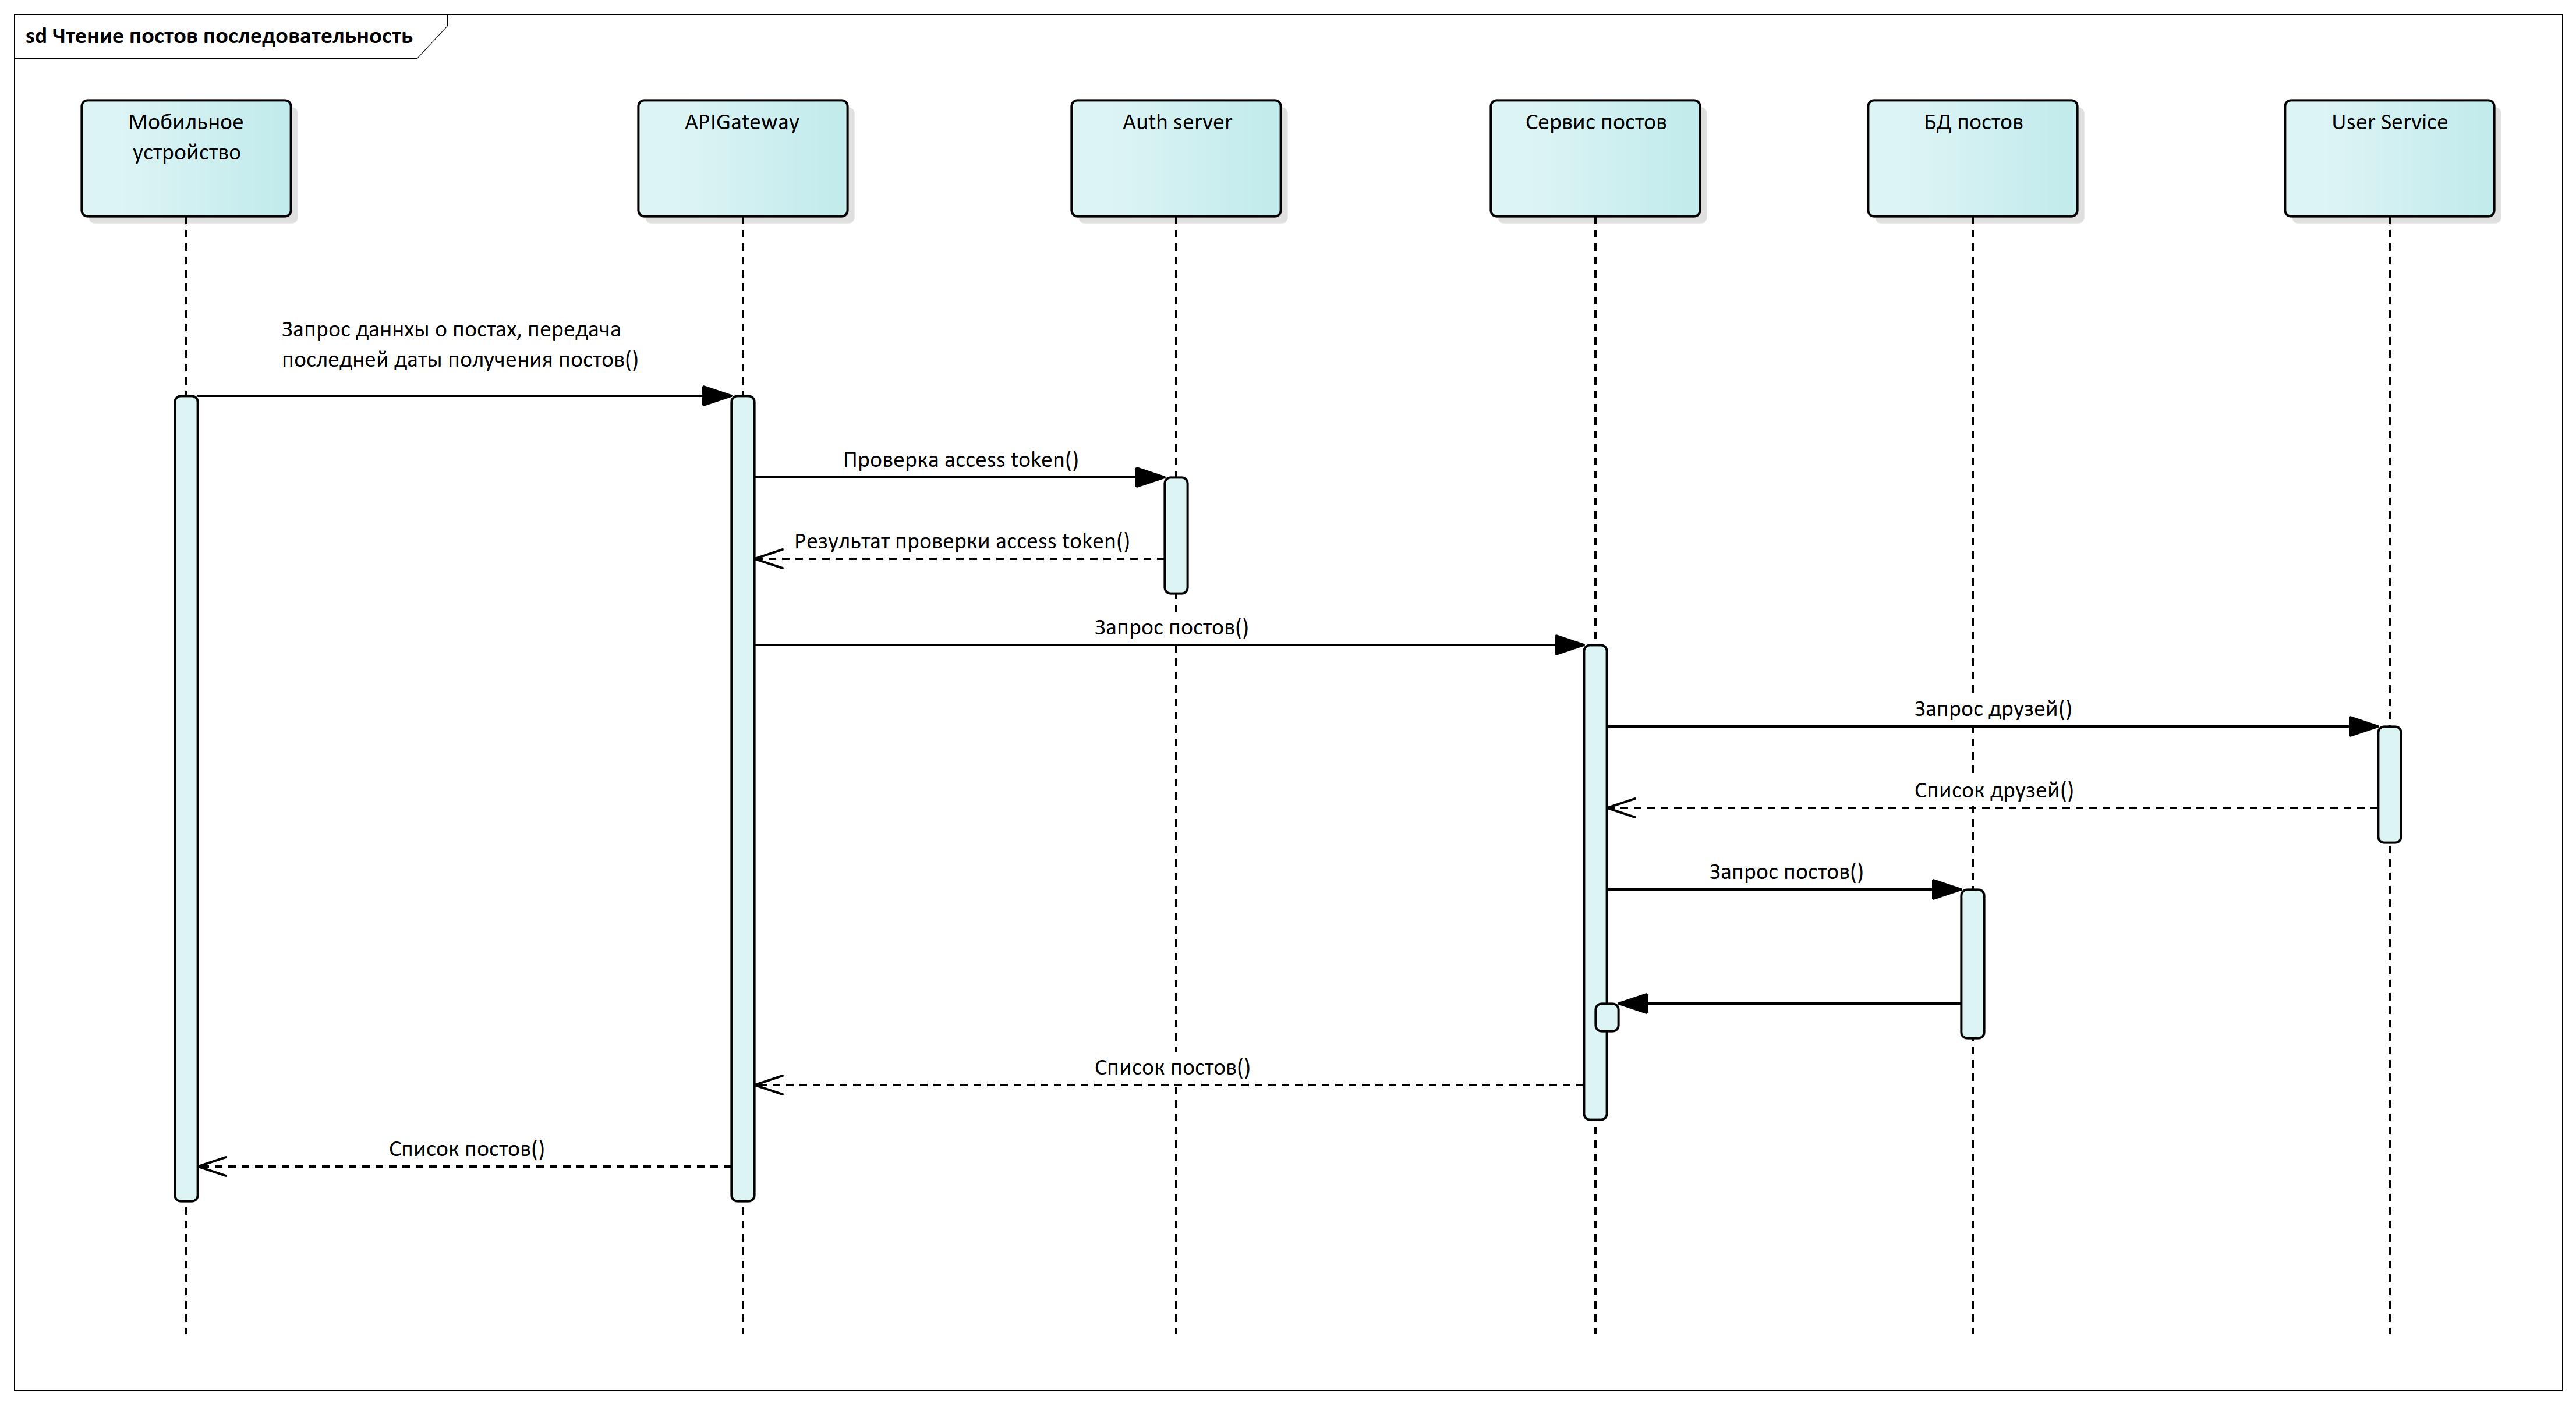 sd Чтение постов последовательность
Мобильное
устройство
APIGateway
Auth server
Сервис постов
БД постов
User Service
Запрос даннхы о постах, передача
последней даты получения постов()
Проверка access token()
Результат проверки access token()
Запрос постов()
Запрос друзей()
Список друзей()
Запрос постов()
Список постов()
Список постов()